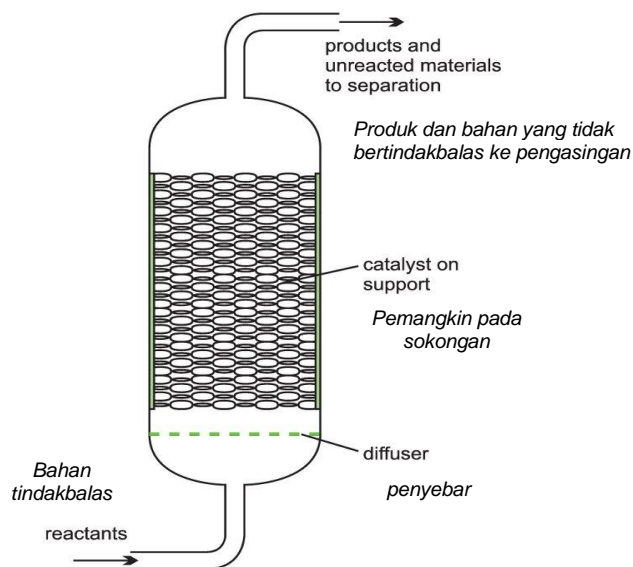 products and
unreacted materials
to separation
Produk dan bahan yang tidak
bertindakbalas ke pengasingan
catalyst on
support
Pemangkin pada
sokongan
diffuser
penyebar
Bahan
tindakbalas
reactants